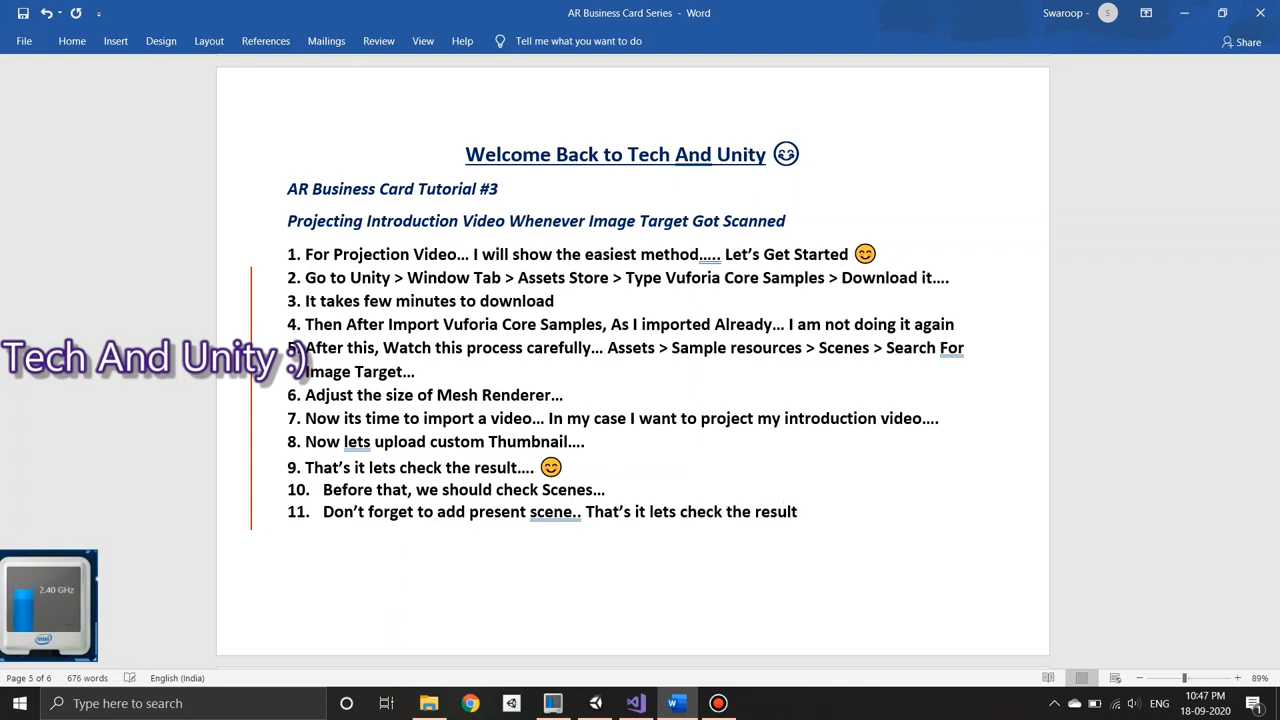 AR Business Card Series - Word
Swaroop - S
File Home Insert Design Layout References Mailings Review View Help Tell me what you want to do Share
Welcome Back to Tech And Unity 😊
AR Business Card Tutorial #3
Projecting Introduction Video Whenever Image Target Got Scanned
1. For Projection Video... I will show the easiest method..... Let's Get Started 😊
2. Go to Unity > Window Tab > Assets Store > Type Vuforia Core Samples > Download it....
3. It takes few minutes to download
4. Then After Import Vuforia Core Samples, As I imported Already... I am not doing it again
5. After this, Watch this process carefully... Assets > Sample resources > Scenes > Search For
Image Target...
Tech And Unity :)
6. Adjust the size of Mesh Renderer...
7. Now its time to import a video... In my case I want to project my introduction video....
8. Now lets upload custom Thumbnail....
9. That's it lets check the result.... 😊
10. Before that, we should check Scenes...
11. Don't forget to add present scene.. That's it lets check the result
2.40 GHz
intel
Page 5 of 6 676 words English (India) 89%
Type here to search
ENG
10:47 PM
18-09-2020
1